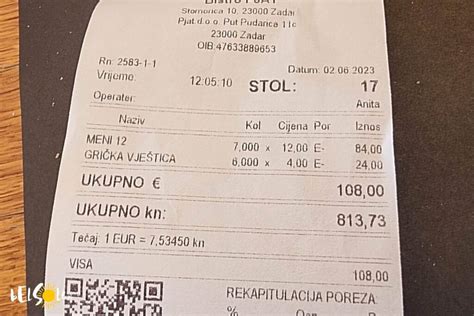 Bistro PJAT
Stomorica 10, 23000 Zadar
Pjat d.o.o. Put Pudarica 11c
23000 Zadar
OIB:47633889653
Rn: 2583-1-1 Datum: 02.06.2023
Vrijeme: 12:05:10 STOL: 17
Operater: Anita
Naziv Kol Cijena Por Iznos
MENI 12 7,000 x 12,00 E- 84,00
GRIČKA VJEŠTICA 6,000 x 4,00 E- 24,00
UKUPNO € 108,00
UKUPNO kn: 813,73
Tečaj: 1 EUR = 7,53450 kn
VISA 108,00
REKAPITULACIJA POREZA:
LEISOL